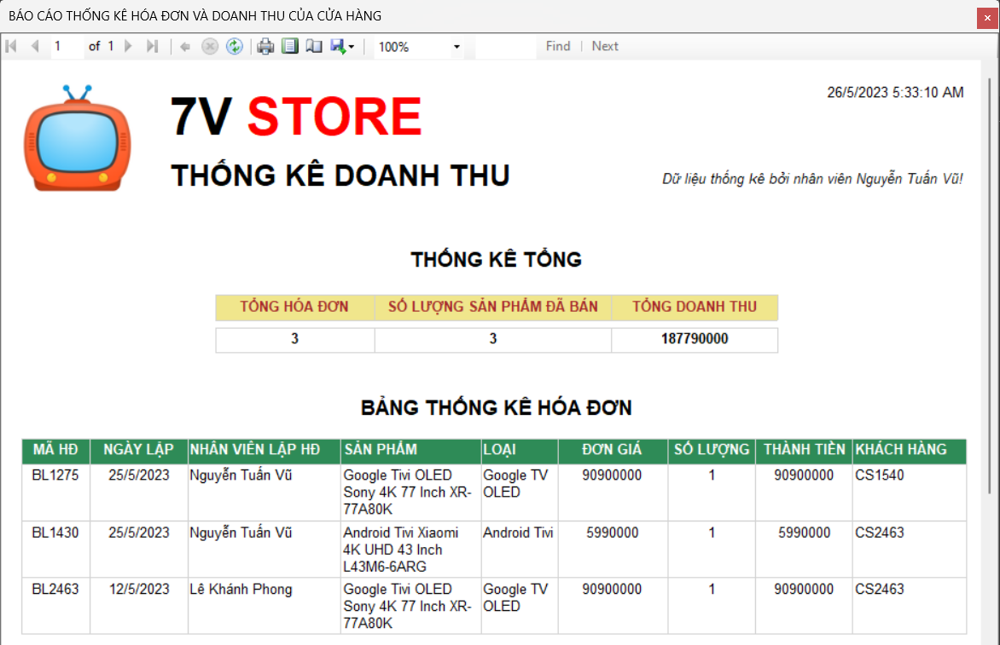 BÁO CÁO THỐNG KÊ HÓA ĐƠN VÀ DOANH THU CỦA CỬA HÀNG
1 of 1 100% Find | Next
26/5/2023 5:33:10 AM
7V STORE
THỐNG KÊ DOANH THU
Dữ liệu thống kê bởi nhân viên Nguyễn Tuấn Vũ!
THỐNG KÊ TỔNG
TỔNG HÓA ĐƠN SỐ LƯỢNG SẢN PHẨM ĐÃ BÁN TỔNG DOANH THU
3 3 187790000
BẢNG THỐNG KÊ HÓA ĐƠN
MÃ HĐ NGÀY LẬP NHÂN VIÊN LẬP HĐ SẢN PHẨM LOẠI ĐƠN GIÁ SỐ LƯỢNG THÀNH TIỀN KHÁCH HÀNG
BL1275 25/5/2023 Nguyễn Tuấn Vũ Google Tivi OLED Google TV 90900000 1 90900000 CS1540
Sony 4K 77 Inch XR- OLED
77A80K
BL1430 25/5/2023 Nguyễn Tuấn Vũ Android Tivi Xiaomi Android Tivi 5990000 1 5990000 CS2463
4K UHD 43 Inch
L43M6-6ARG
BL2463 12/5/2023 Lê Khánh Phong Google Tivi OLED Google TV 90900000 1 90900000 CS2463
Sony 4K 77 Inch XR- OLED
77A80K